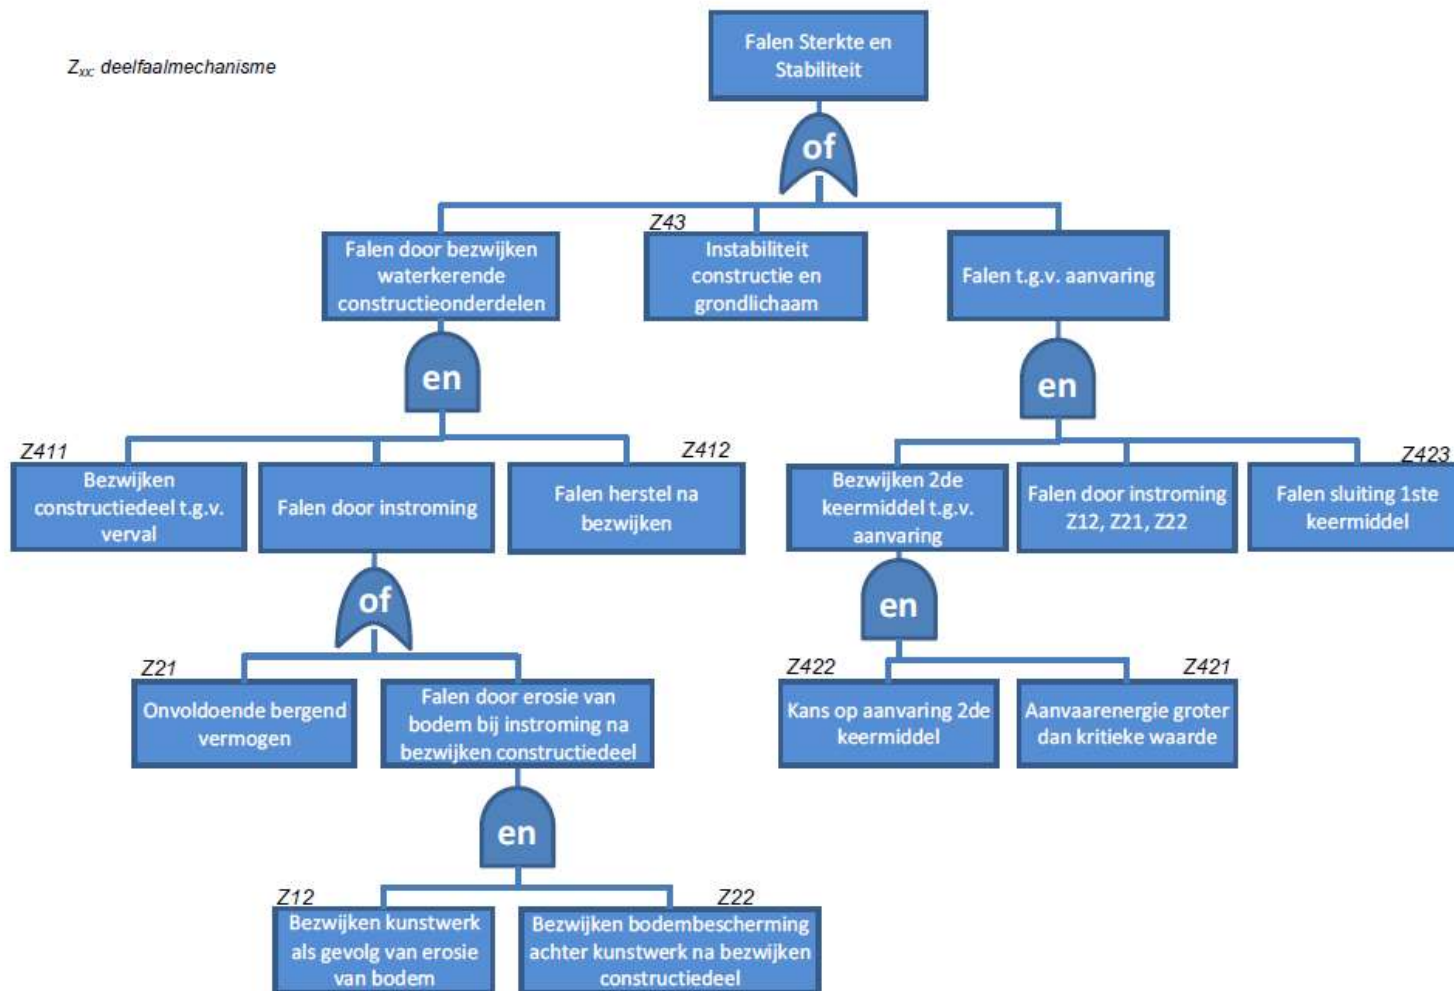 Falen Sterkte en
Stabiliteit
Zxx: deelfaalmechanisme
of
Z43
Falen door bezwijken
waterkerende
constructieonderdelen
Instabiliteit
constructie en
grondlichaam
Falen t.g.v. aanvaring
en
en
Z411
Bezwijken
constructiedeel t.g.v.
verval
Falen door instroming
Z412
Falen herstel na
bezwijken
Bezwijken 2de
keermiddel t.g.v.
aanvaring
Falen door instroming
Z12, Z21, Z22
Z423
Falen sluiting 1ste
keermiddel
of
en
Z21
Onvoldoende bergend
vermogen
Falen door erosie van
bodem bij instroming na
bezwijken constructiedeel
Z422
Kans op aanvaring 2de
keermiddel
Z421
Aanvaarenergie groter
dan kritieke waarde
en
Z12
Bezwijken kunstwerk
als gevolg van erosie
van bodem
Z22
Bezwijken bodembescherming
achter kunstwerk na bezwijken
constructiedeel